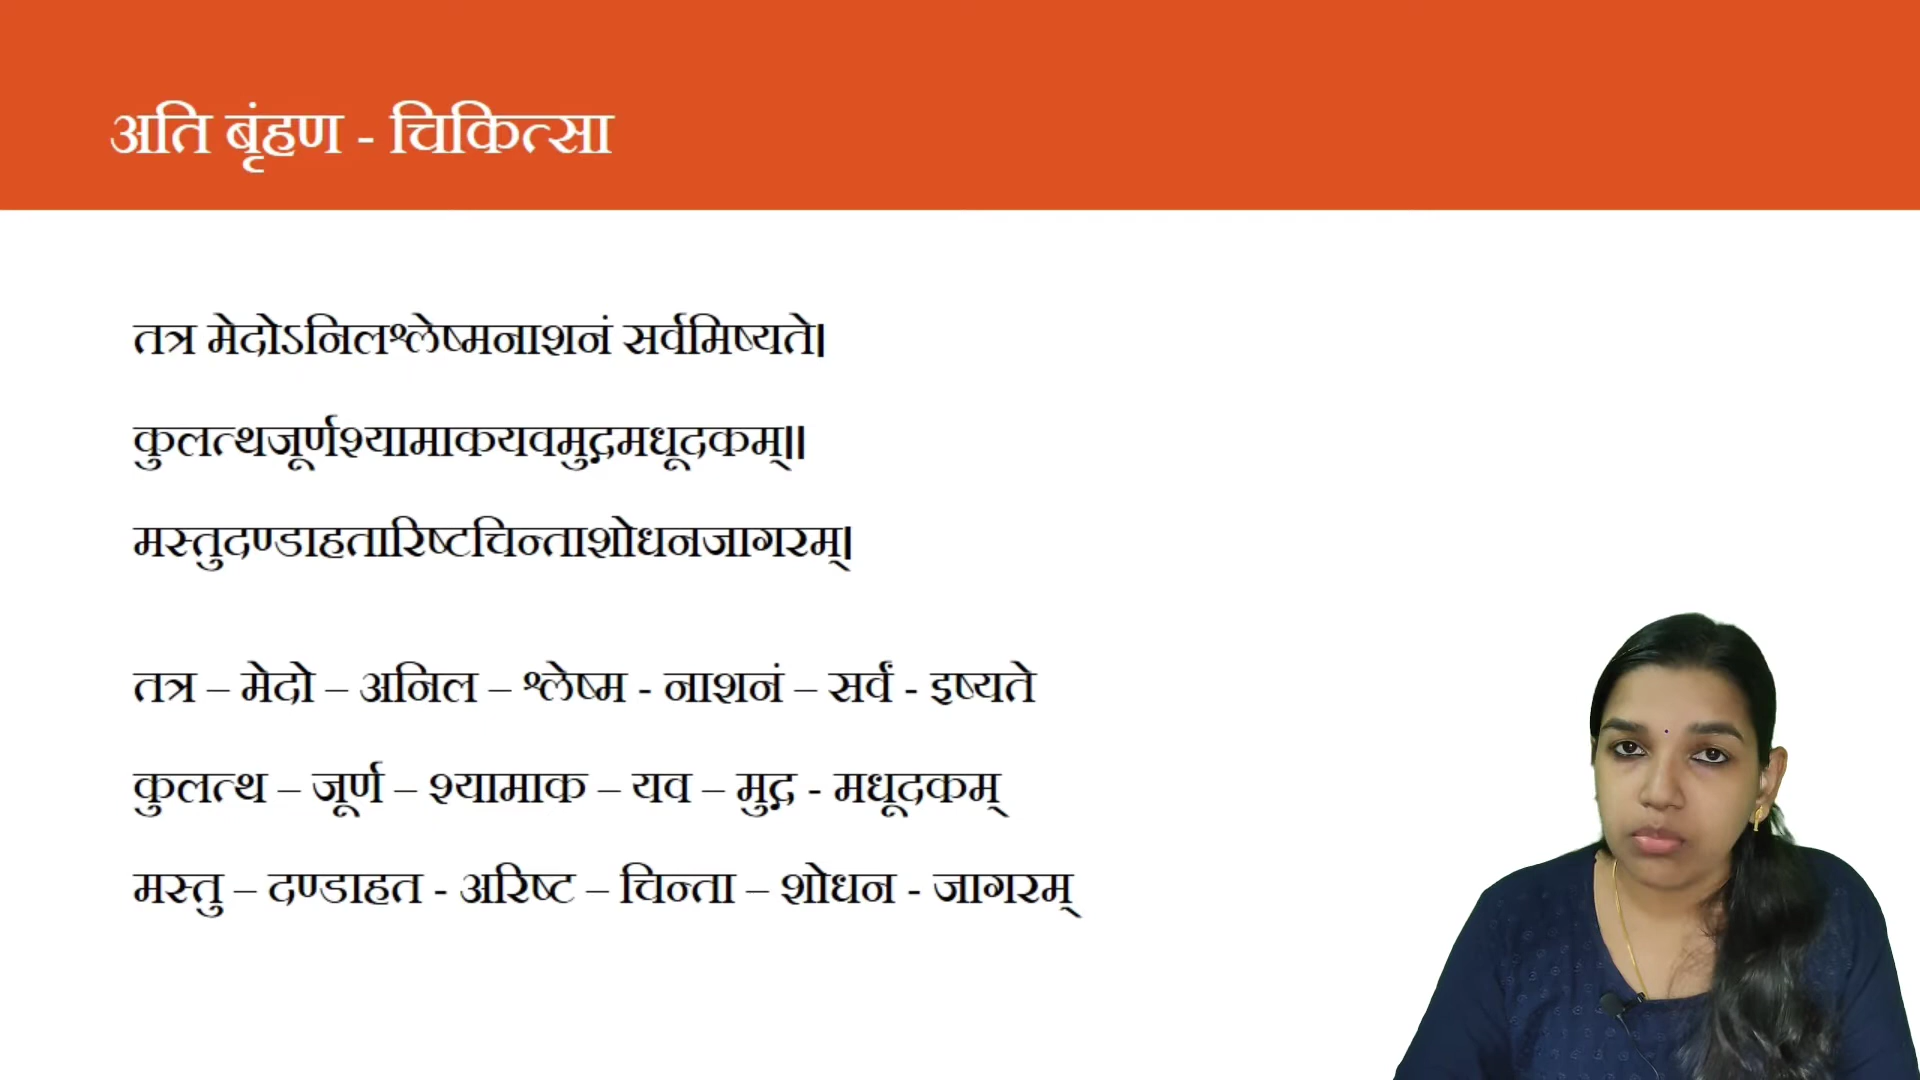 अति बृंहण - चिकित्सा
तत्र मेदोऽनिलश्लेष्मनाशनं सर्वमिष्यते।
कुलत्थजूर्णश्यामाकयवमुद्गमधूदकम्॥
मस्तुदण्डाहतारिष्टचिन्ताशोधनजागरम्।
तत्र – मेदो – अनिल – श्लेष्म - नाशनं – सर्वं - इष्यते
कुलत्थ – जूर्ण – श्यामाक – यव – मुद्ग - मधूदकम्
मस्तु – दण्डाहत - अरिष्ट – चिन्ता – शोधन - जागरम्